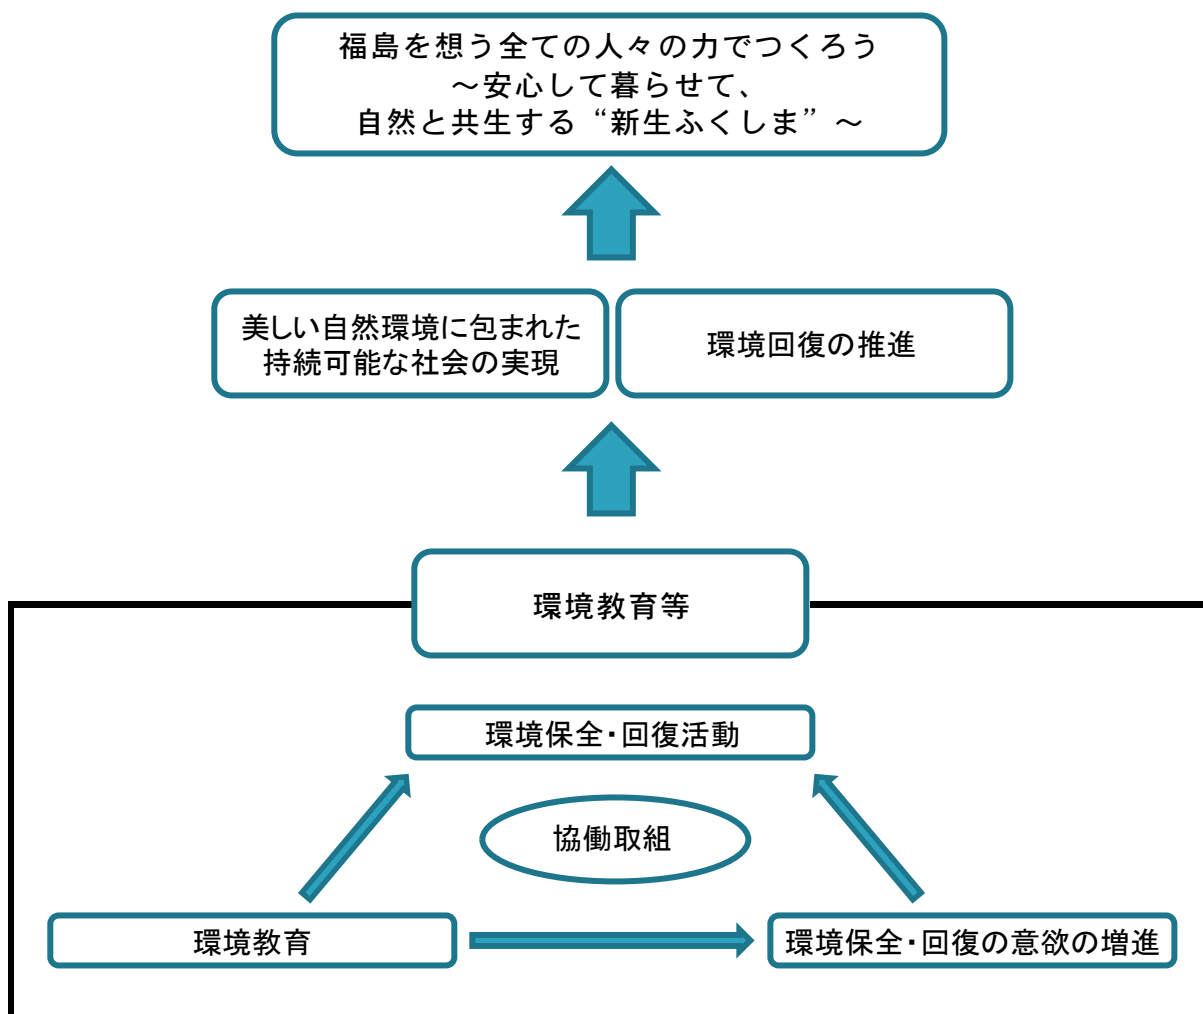 福島を想う全ての人々の力でつくろう
～安心して暮らせて、
自然と共生する“新生ふくしま”～
美しい自然環境に包まれた
持続可能な社会の実現
環境回復の推進
環境教育等
環境保全・回復活動
協働取組
環境教育
環境保全・回復の意欲の増進